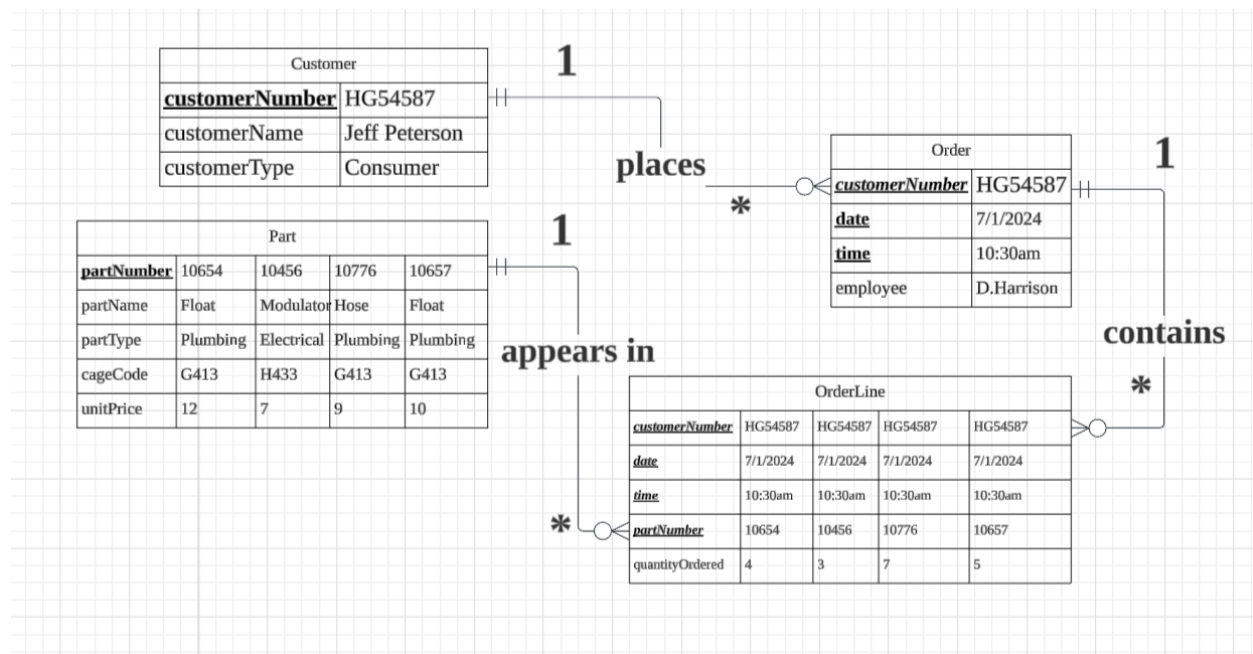 Customer
customerNumber HG54587
customerName Jeff Peterson
customerType Consumer
1
places
*
Order
customerNumber HG54587
date 7/1/2024
time 10:30am
employee D.Harrison
1
contains
*
Part
partNumber 10654 10456 10776 10657
partName Float Modulator Hose Float
partType Plumbing Electrical Plumbing Plumbing
cageCode G413 H433 G413 G413
unitPrice 12 7 9 10
1
appears in
*
OrderLine
customerNumber HG54587 HG54587 HG54587 HG54587
date 7/1/2024 7/1/2024 7/1/2024 7/1/2024
time 10:30am 10:30am 10:30am 10:30am
partNumber 10654 10456 10776 10657
quantityOrdered 4 3 7 5